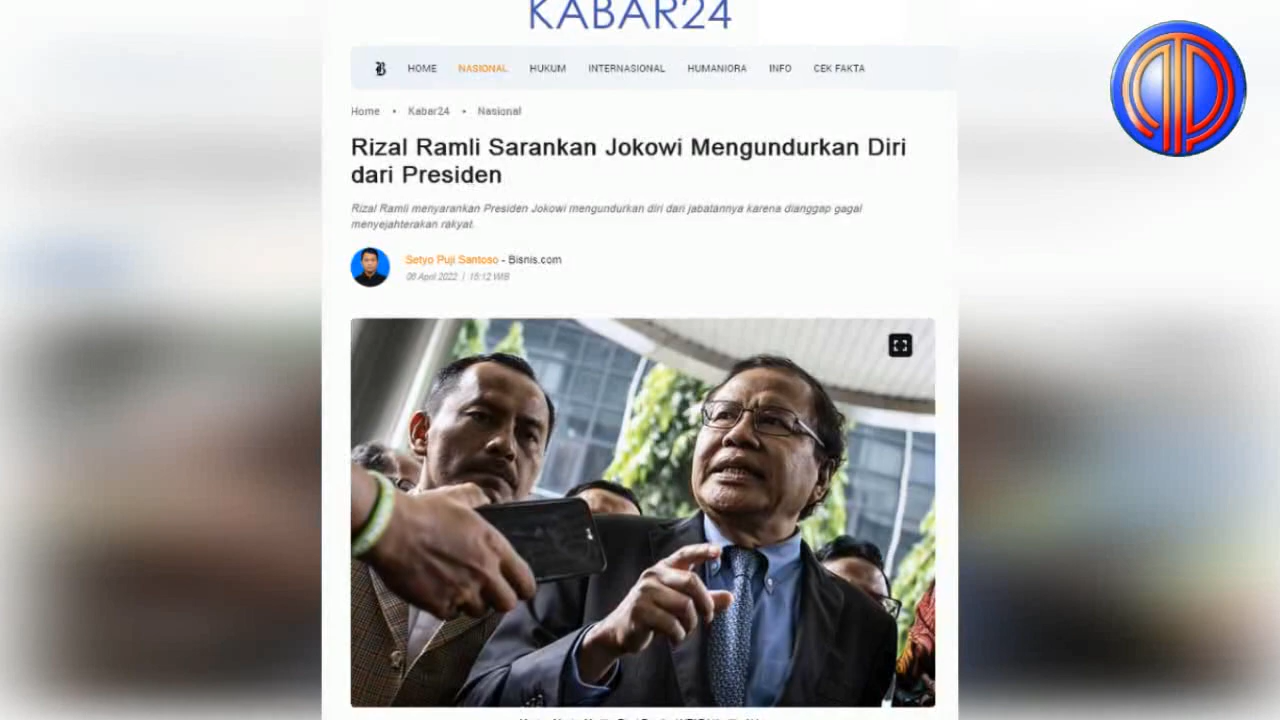 KABAR24
HOME NASIONAL HUKUM INTERNASIONAL HUMANIORA INFO CEK FAKTA
Home • Kabar24 • Nasional
Rizal Ramli Sarankan Jokowi Mengundurkan Diri
dari Presiden
Rizal Ramli menyarankan Presiden Jokowi mengundurkan diri dari jabatannya karena dianggap gagal
menyejahterakan rakyat.
Setyo Puji Santoso - Bisnis.com
08 April 2022 | 15:12 WIB